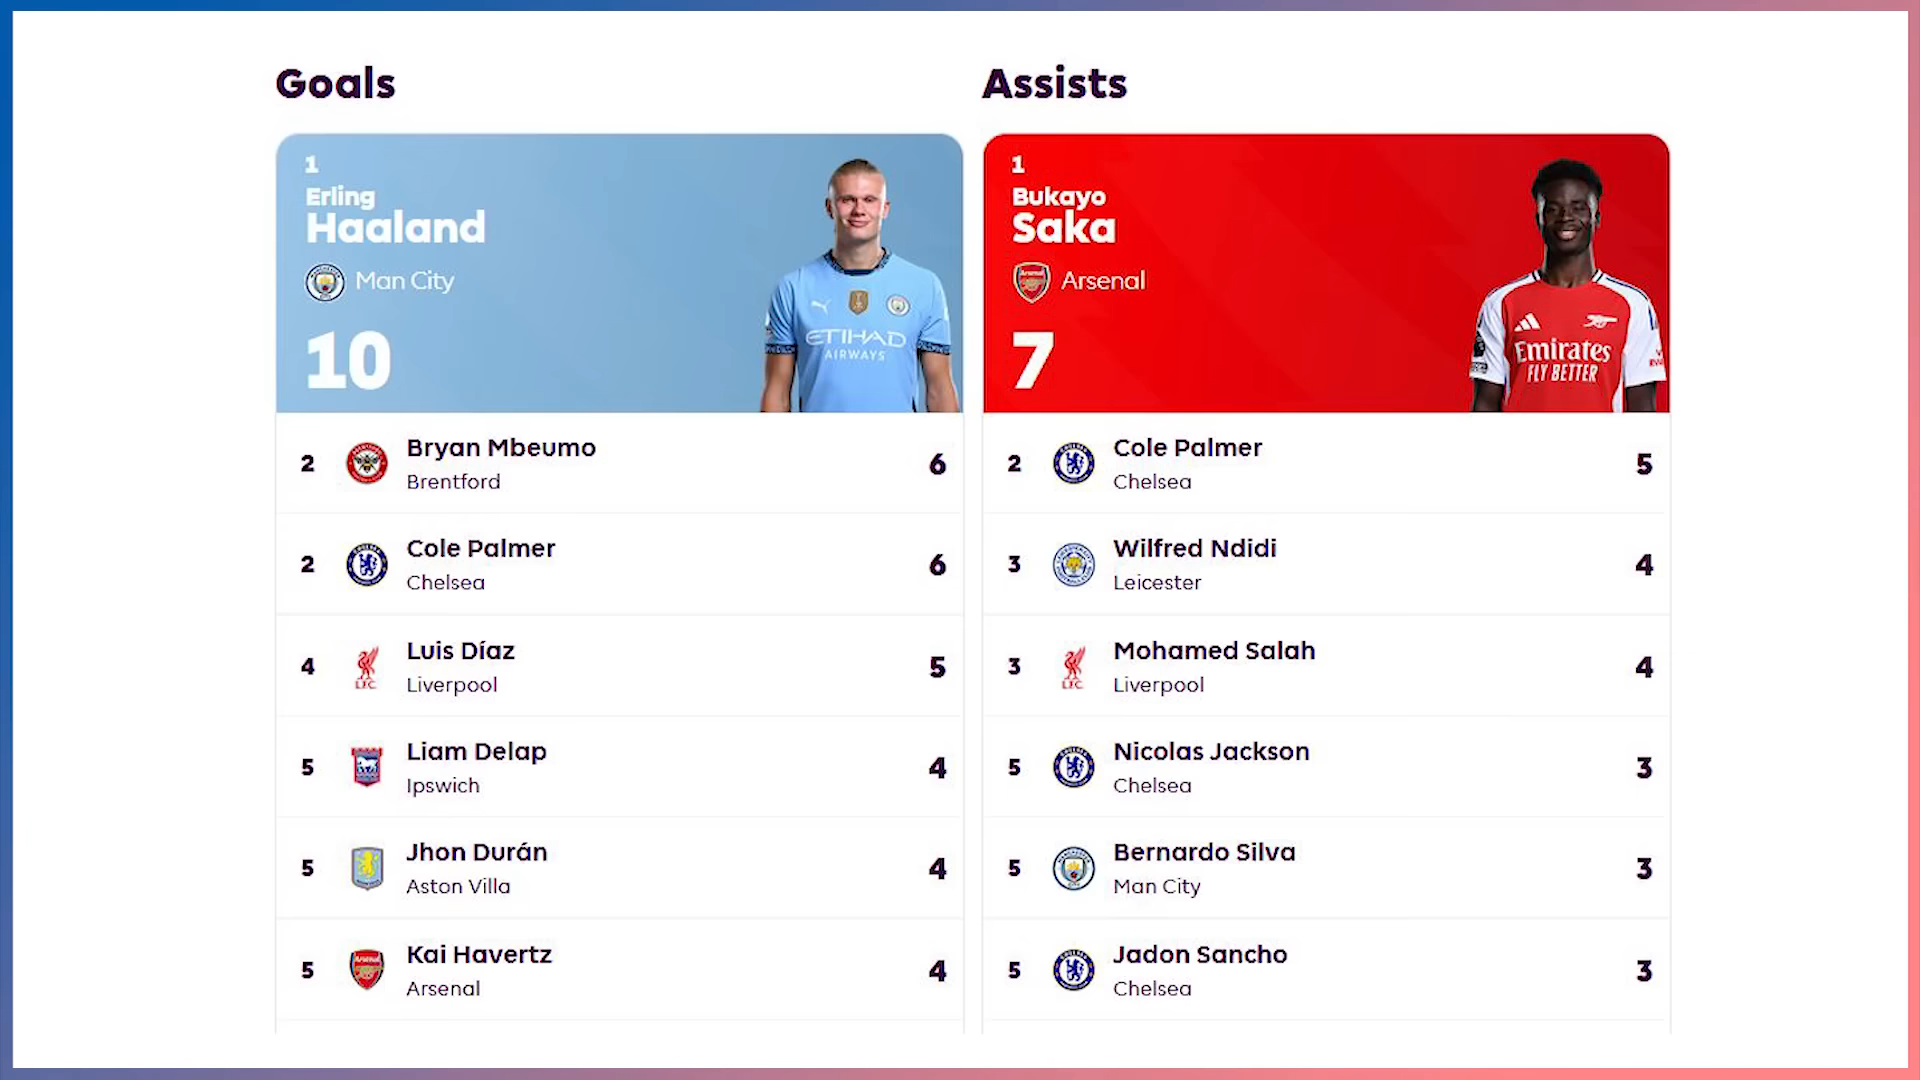 Goals
1
Erling
Haaland
Man City
10
ETIHAD
AIRWAYS
2
Bryan Mbeumo
Brentford
6
2
Cole Palmer
Chelsea
6
4
L.F.C.
Luis Díaz
Liverpool
5
5
Liam Delap
Ipswich
4
5
Jhon Durán
Aston Villa
4
5
Arsenal
Kai Havertz
Arsenal
4
Assists
1
Bukayo
Saka
Arsenal
Arsenal
7
Emirates
FLY BETTER
2
Cole Palmer
Chelsea
5
3
Wilfred Ndidi
Leicester
4
3
L.F.C.
Mohamed Salah
Liverpool
4
5
Nicolas Jackson
Chelsea
3
5
Bernardo Silva
Man City
3
5
Jadon Sancho
Chelsea
3